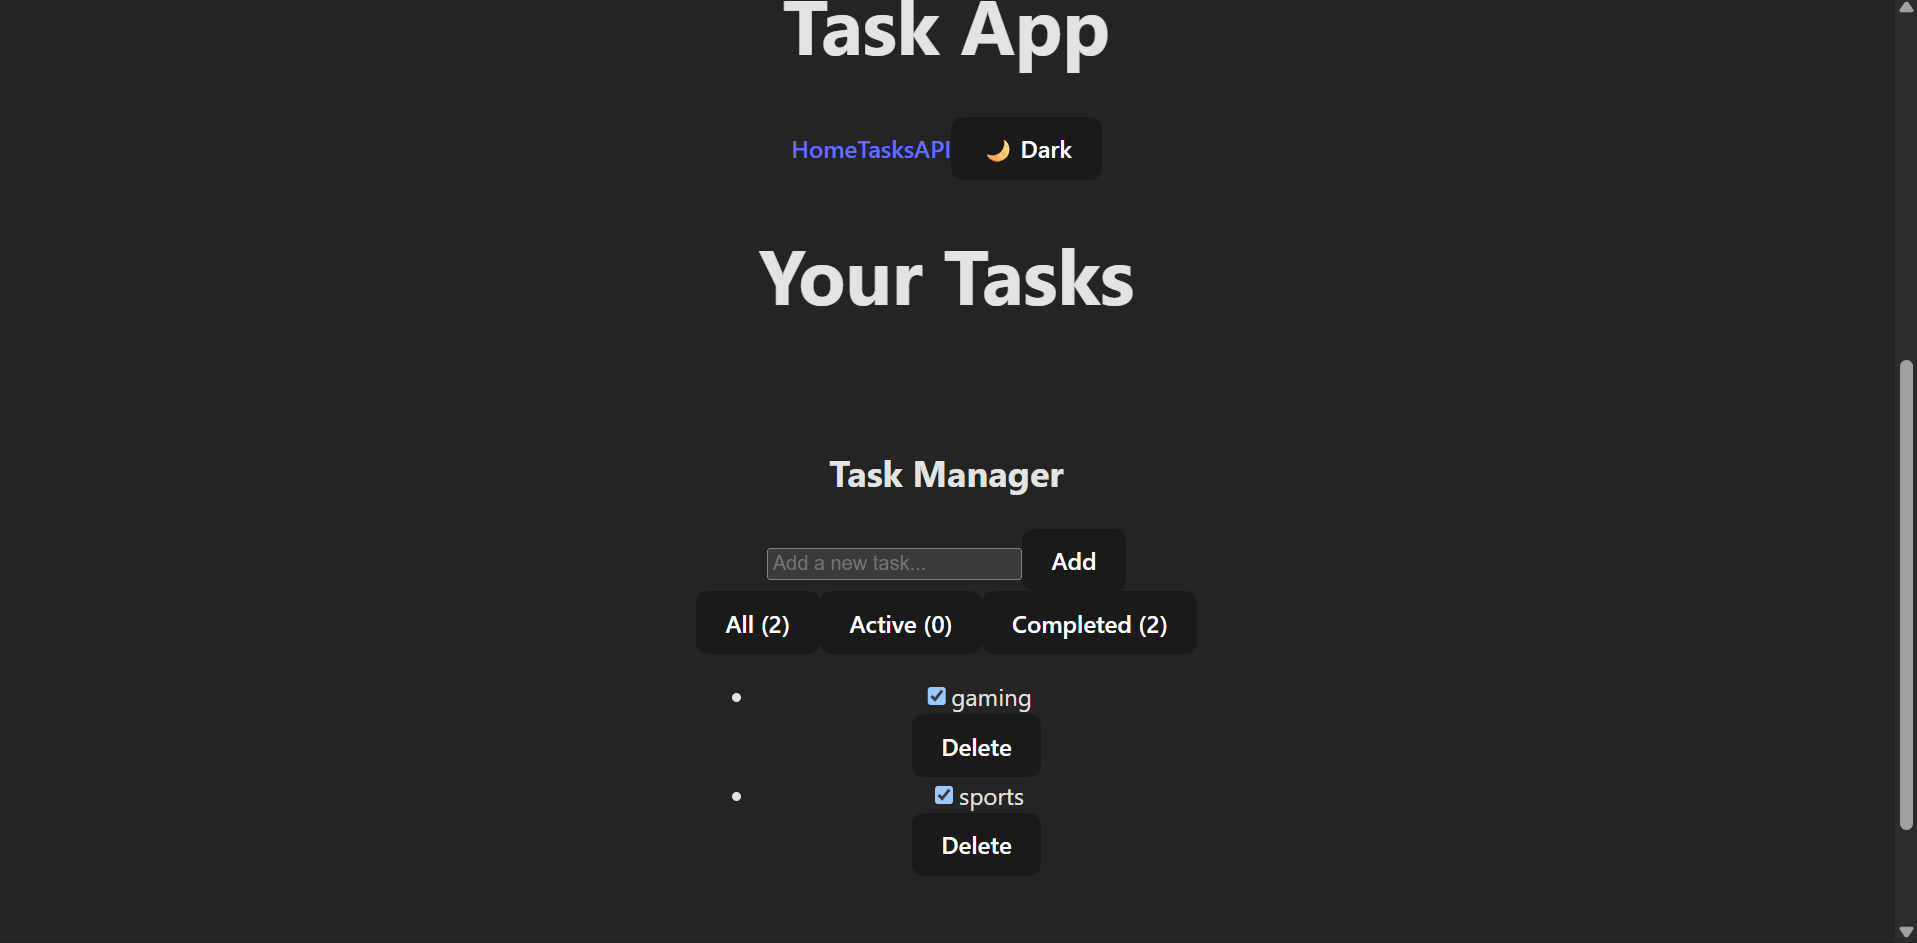 Task App
HomeTasksAPI 🌙 Dark
Your Tasks
Task Manager
Add a new task... Add
All (2) Active (0) Completed (2)
gaming
Delete
sports
Delete